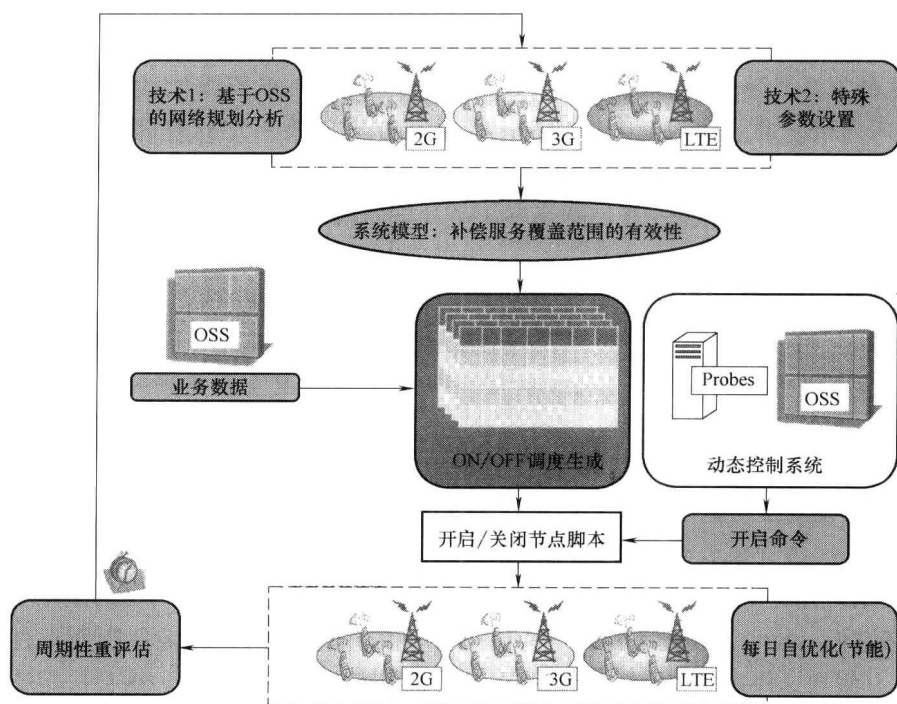 技术1：基于OSS
的网络规划分析
2G
3G
LTE
技术2：特殊
参数设置
系统模型：补偿服务覆盖范围的有效性
OSS
业务数据
ON/OFF调度生成
Probes
OSS
动态控制系统
开启/关闭节点脚本
开启命令
周期性重评估
2G
3G
LTE
每日自优化(节能)